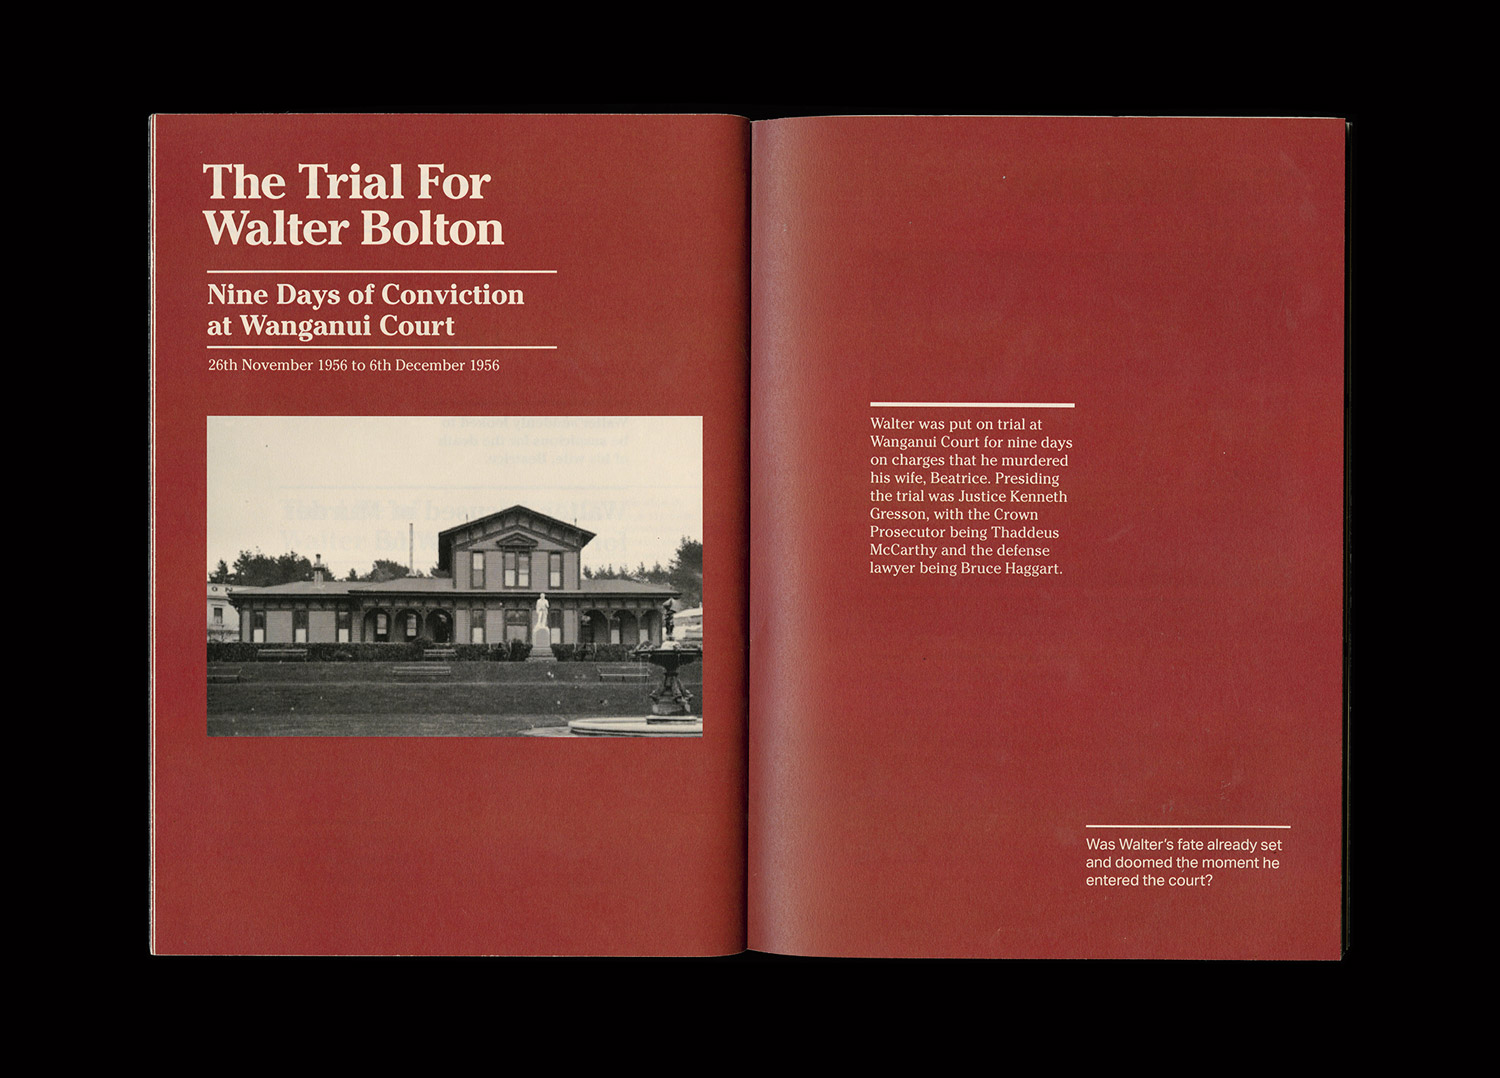 The Trial For
Walter Bolton
Nine Days of Conviction
at Wanganui Court
26th November 1956 to 6th December 1956
Walter was put on trial at
Wanganui Court for nine days
on charges that he murdered
his wife, Beatrice. Presiding
the trial was Justice Kenneth
Gresson, with the Crown
Prosecutor being Thaddeus
McCarthy and the defense
lawyer being Bruce Haggart.
Was Walter's fate already set
and doomed the moment he
entered the court?